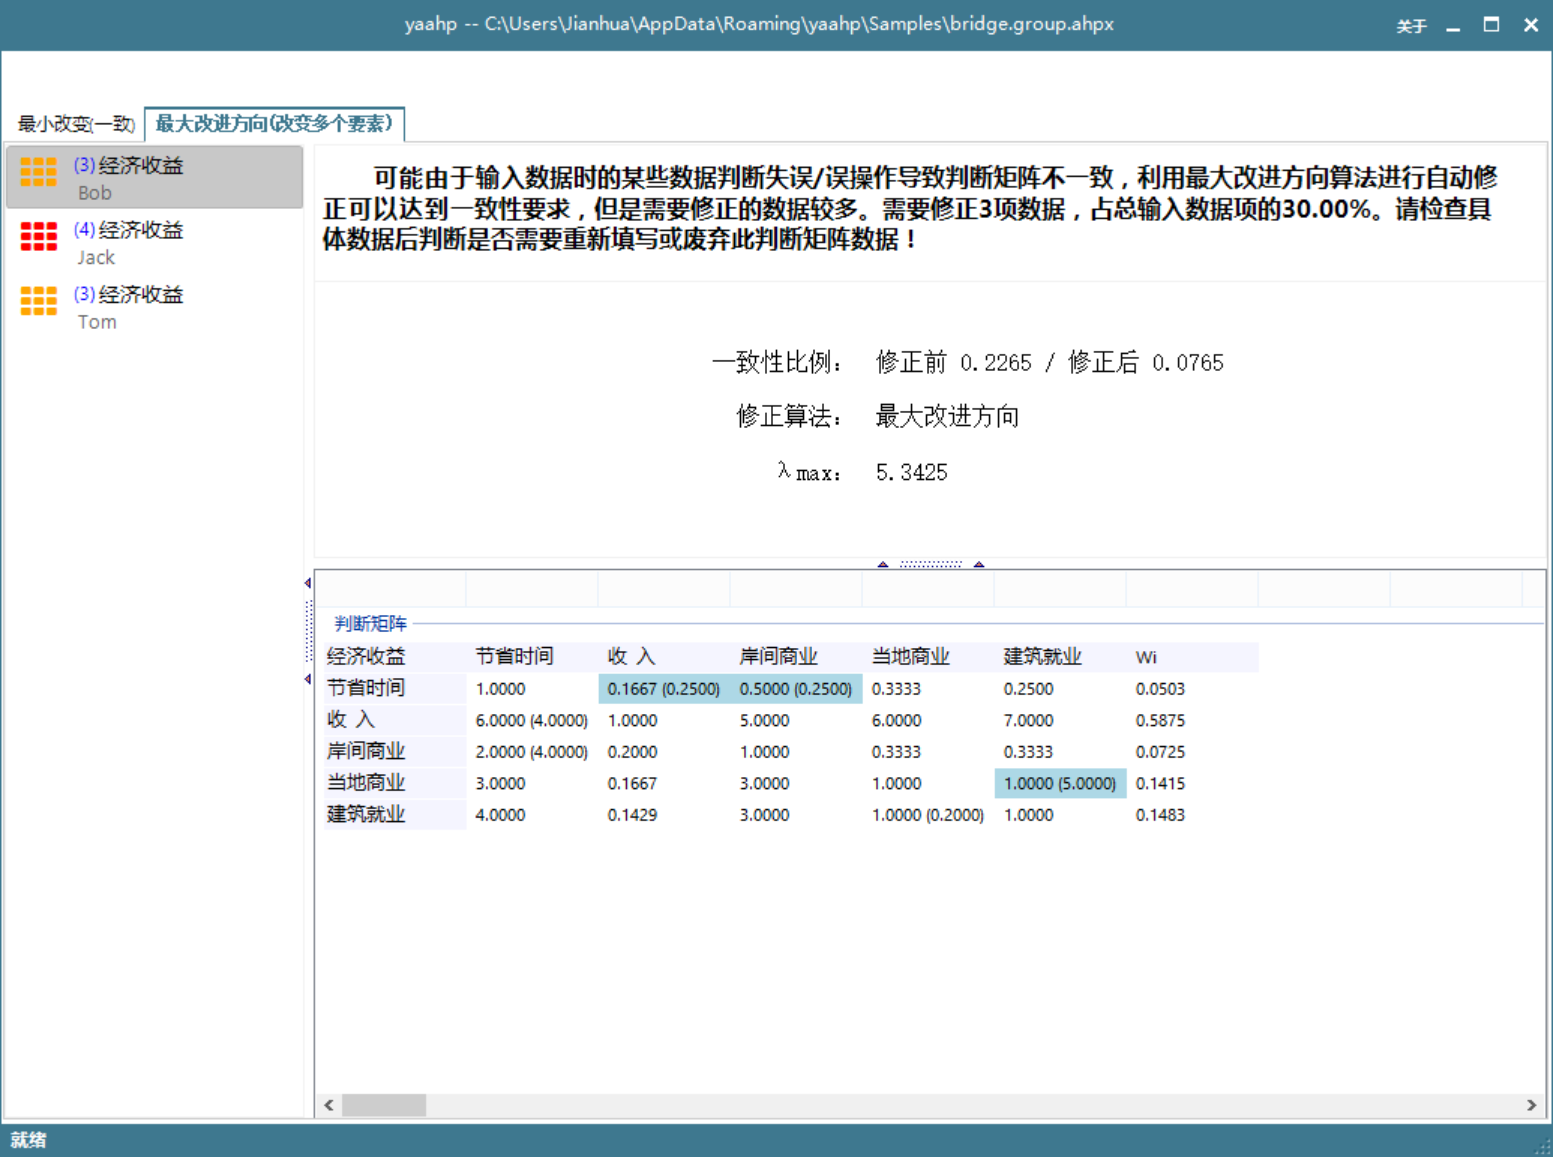 yaahp -- C:\Users\Jianhua\AppData\Roaming\yaahp\Samples\bridge.group.ahpx
关于
最小改变(一致)
最大改进方向(改变多个要素)
(3) 经济收益
Bob
(4) 经济收益
Jack
(3) 经济收益
Tom
可能由于输入数据时的某些数据判断失误/误操作导致判断矩阵不一致，利用最大改进方向算法进行自动修
正可以达到一致性要求，但是需要修正的数据较多。需要修正3项数据，占总输入数据项的30.00%。请检查具
体数据后判断是否需要重新填写或废弃此判断矩阵数据！
一致性比例： 修正前 0.2265 / 修正后 0.0765
修正算法： 最大改进方向
λmax： 5.3425
判断矩阵
经济收益 节省时间 收 入 岸间商业 当地商业 建筑就业 Wi
节省时间 1.0000 0.1667 (0.2500) 0.5000 (0.2500) 0.3333 0.2500 0.0503
收 入 6.0000 (4.0000) 1.0000 5.0000 6.0000 7.0000 0.5875
岸间商业 2.0000 (4.0000) 0.2000 1.0000 0.3333 0.3333 0.0725
当地商业 3.0000 0.1667 3.0000 1.0000 1.0000 (5.0000) 0.1415
建筑就业 4.0000 0.1429 3.0000 1.0000 (0.2000) 1.0000 0.1483
就绪